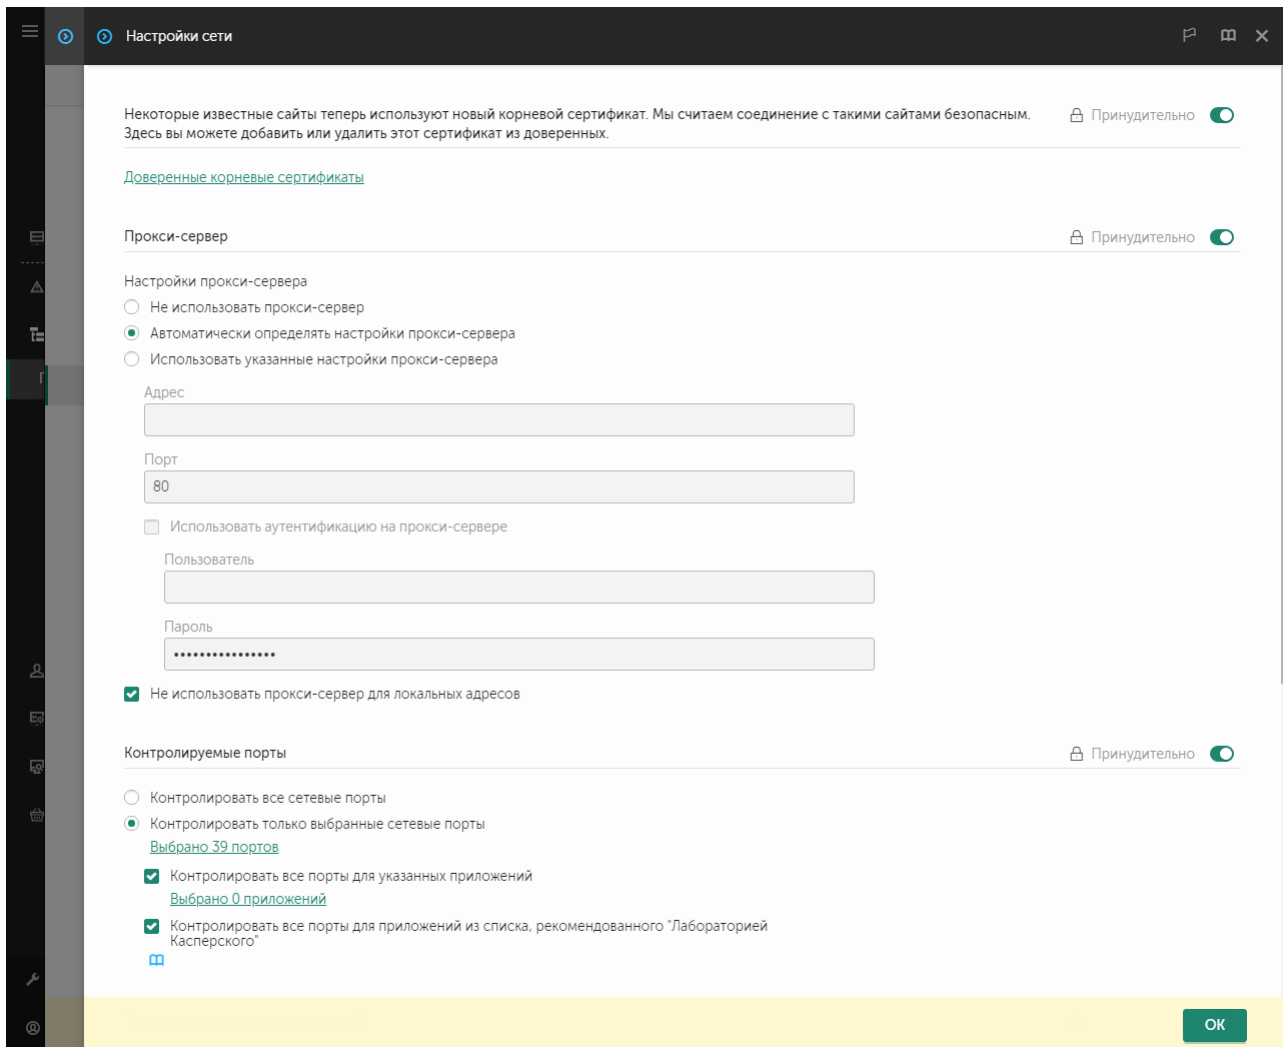 Настройки сети
Некоторые известные сайты теперь используют новый корневой сертификат. Мы считаем соединение с такими сайтами безопасным.
Здесь вы можете добавить или удалить этот сертификат из доверенных.
Принудительно
Доверенные корневые сертификаты
Прокси-сервер
Принудительно
Настройки прокси-сервера
Не использовать прокси-сервер
Автоматически определять настройки прокси-сервера
Использовать указанные настройки прокси-сервера
Адрес
Порт
80
Использовать аутентификацию на прокси-сервере
Пользователь
Пароль
••••••••••••••••
Не использовать прокси-сервер для локальных адресов
Контролируемые порты
Принудительно
Контролировать все сетевые порты
Контролировать только выбранные сетевые порты
Выбрано 39 портов
Контролировать все порты для указанных приложений
Выбрано 0 приложений
Контролировать все порты для приложений из списка, рекомендованного "Лабораторией
Касперского"
ОК